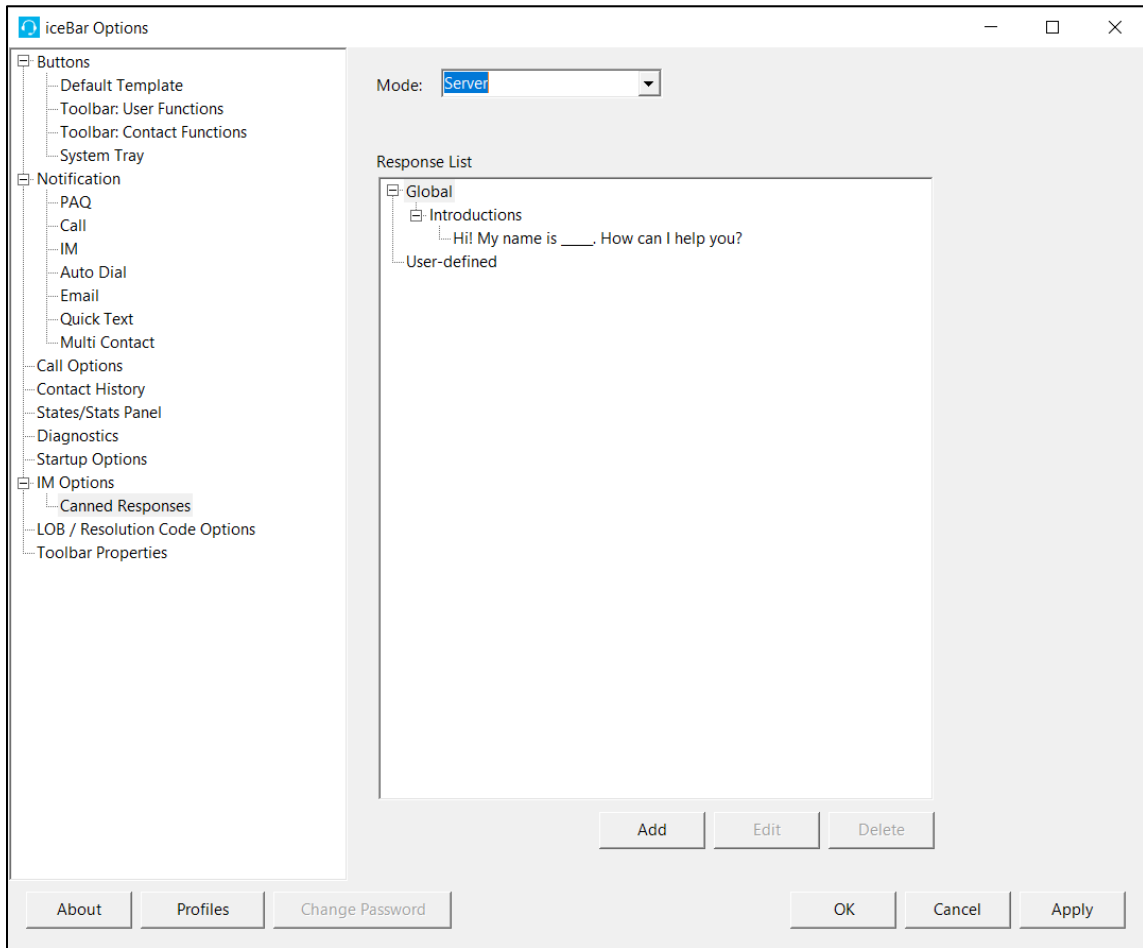 iceBar Options
Buttons
Default Template
Toolbar: User Functions
Toolbar: Contact Functions
System Tray
Notification
PAQ
Call
IM
Auto Dial
Email
Quick Text
Multi Contact
Call Options
Contact History
States/Stats Panel
Diagnostics
Startup Options
IM Options
Canned Responses
LOB / Resolution Code Options
Toolbar Properties
Mode: Server
Response List
Global
Introductions
Hi! My name is ____. How can I help you?
User-defined
Add Edit Delete
About Profiles Change Password OK Cancel Apply